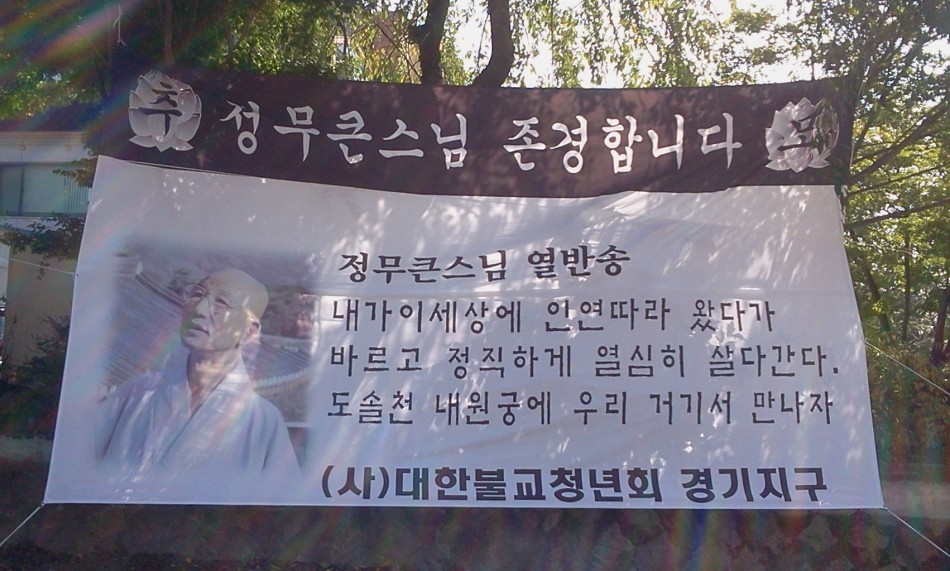 추 정무큰스님 존경합니다 모
정무큰스님 열반송
내가이세상에 인연따라 왔다가
바르고 정직하게 열심히 살다간다.
도솔천 내원궁에 우리 거기서 만나자
(사)대한불교청년회 경기지구